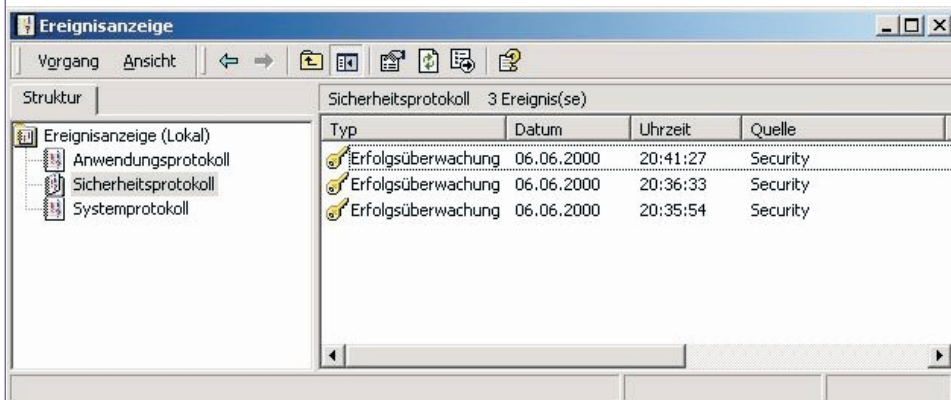 Ereignisanzeige
Vorgang Ansicht
Struktur
Sicherheitsprotokoll 3 Ereignis(se)
Ereignisanzeige (Lokal)
Anwendungsprotokoll
Sicherheitsprotokoll
Systemprotokoll
Typ Datum Uhrzeit Quelle
Erfolgsüberwachung 06.06.2000 20:41:27 Security
Erfolgsüberwachung 06.06.2000 20:36:33 Security
Erfolgsüberwachung 06.06.2000 20:35:54 Security